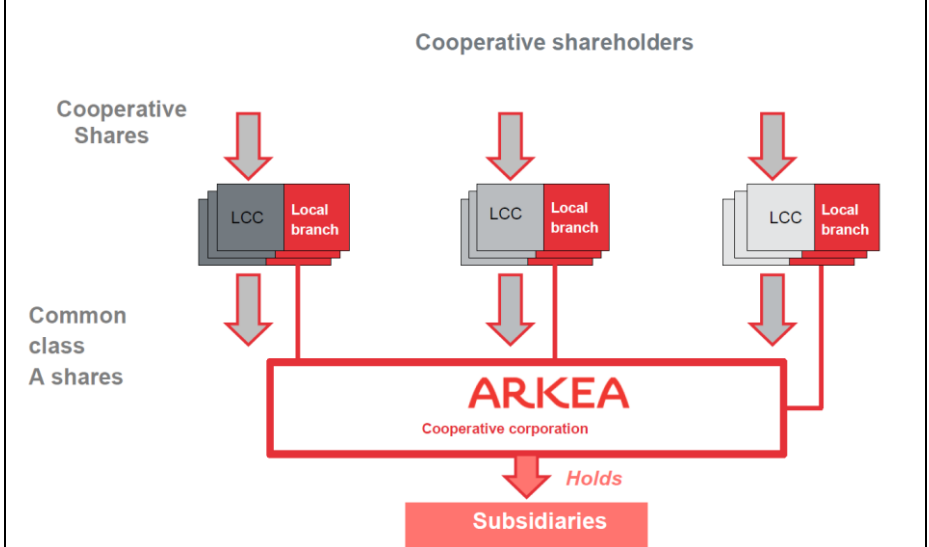 Cooperative shareholders
Cooperative
Shares
LCC
Local
branch
LCC
Local
branch
LCC
Local
branch
Common
class
A shares
ARKEA
Cooperative corporation
Holds
Subsidiaries